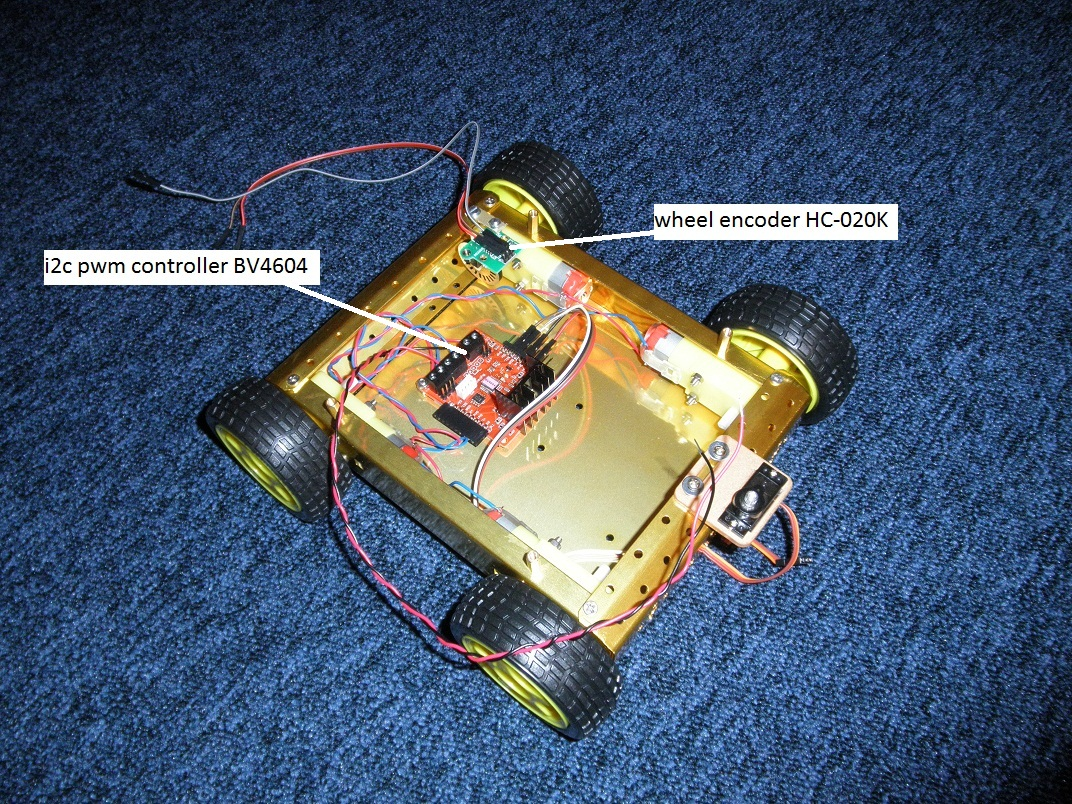 wheel encoder HC-020K
i2c pwm controller BV4604